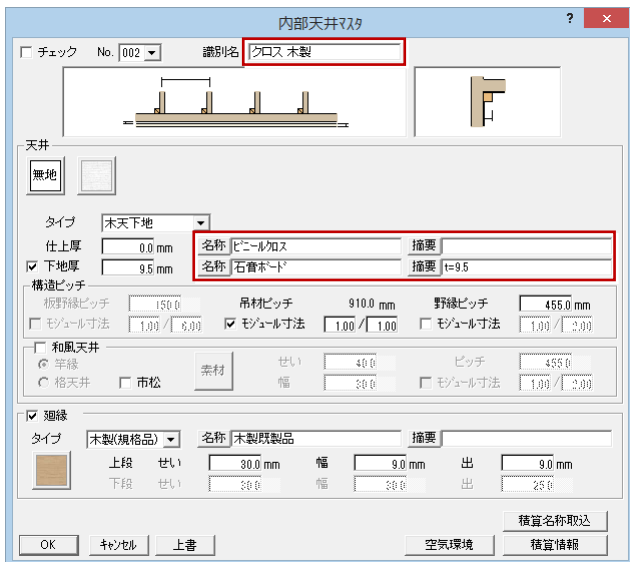 内部天井ﾏｽﾀ ? ×
チェック No. 002 識別名 クロス 木製
天井
無地
タイプ 木天下地
仕上厚 0.0 mm 名称 ﾋﾞﾆｰﾙｸﾛｽ 摘要
下地厚 9.5 mm 名称 石膏ﾎﾞｰﾄﾞ 摘要 t=9.5
構造ピッチ
板野縁ピッチ 150.0 吊材ピッチ 910.0 mm 野縁ピッチ 455.0 mm
モジュール寸法 1.00 / 6.00 モジュール寸法 1.00 / 1.00 モジュール寸法 1.00 / 2.00
和風天井
竿縁 素材 せい 40.0 ピッチ 455.0
格天井 市松 幅 30.0 モジュール寸法 1.00 / 2.00
廻縁
タイプ 木製(規格品) 名称 木製既製品 摘要
上段 せい 30.0 mm 幅 9.0 mm 出 9.0 mm
下段 せい 30.0 幅 30.0 出 25.0
積算名称取込
OK ｷｬﾝｾﾙ 上書 空気環境 積算情報